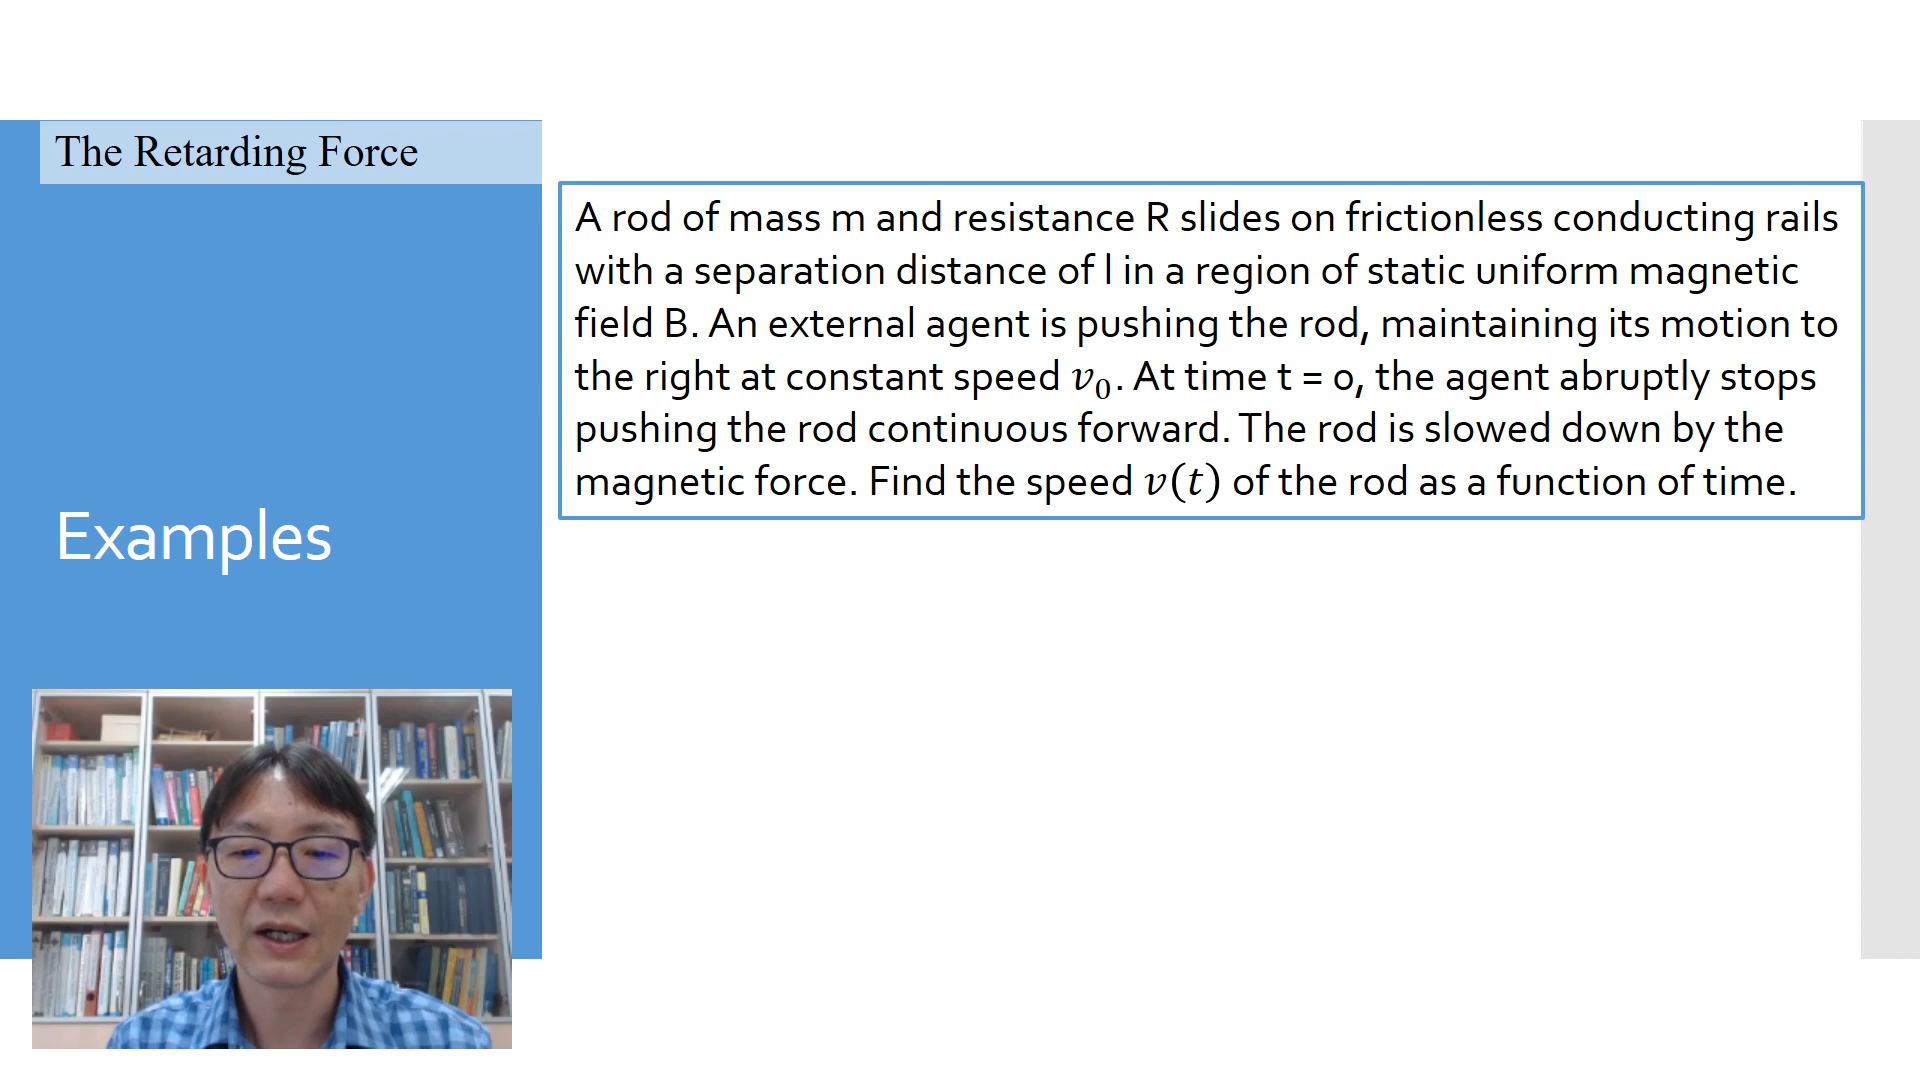 The Retarding Force
Examples
A rod of mass m and resistance R slides on frictionless conducting rails
with a separation distance of l in a region of static uniform magnetic
field B. An external agent is pushing the rod, maintaining its motion to
the right at constant speed v₀. At time t = 0, the agent abruptly stops
pushing the rod continuous forward. The rod is slowed down by the
magnetic force. Find the speed v(t) of the rod as a function of time.